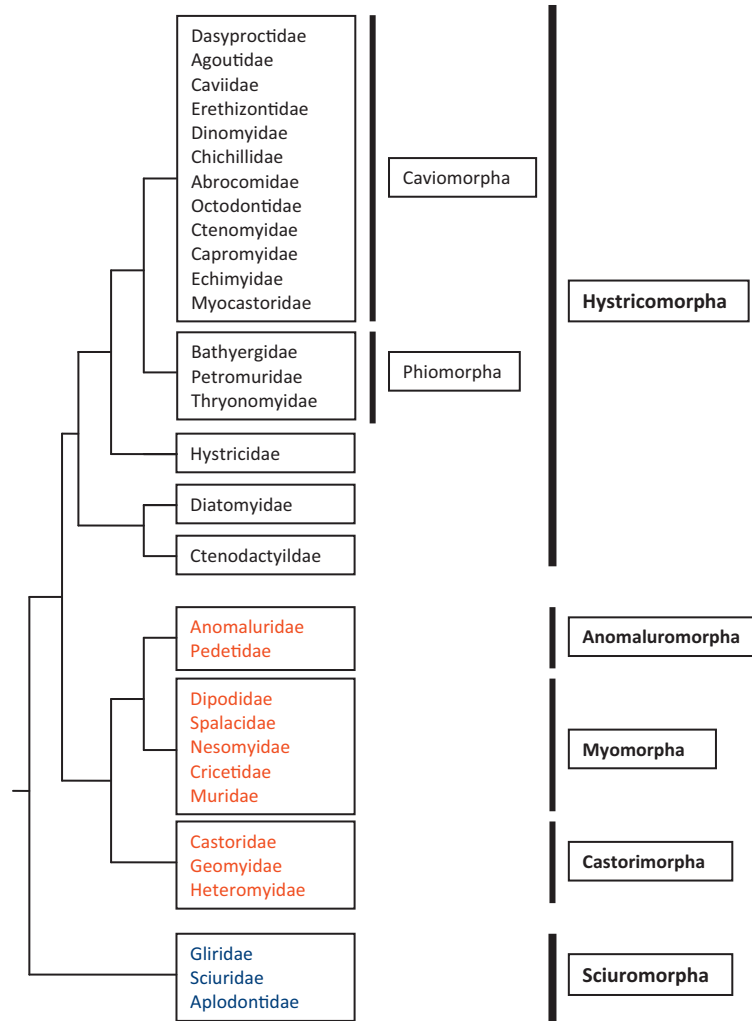 Dasyproctidae
Agoutidae
Caviidae
Erethizontidae
Dinomyidae
Chichillidae
Abrocomidae
Octodontidae
Ctenomyidae
Capromyidae
Echimyidae
Myocastoridae
Caviomorpha
Bathyergidae
Petromuridae
Thryonomyidae
Phiomorpha
Hystricidae
Diatomyidae
Ctenodactyildae
Hystricomorpha
Anomaluridae
Pedetidae
Anomaluromorpha
Dipodidae
Spalacidae
Nesomyidae
Cricetidae
Muridae
Myomorpha
Castoridae
Geomyidae
Heteromyidae
Castorimorpha
Gliridae
Sciuridae
Aplodontidae
Sciuromorpha